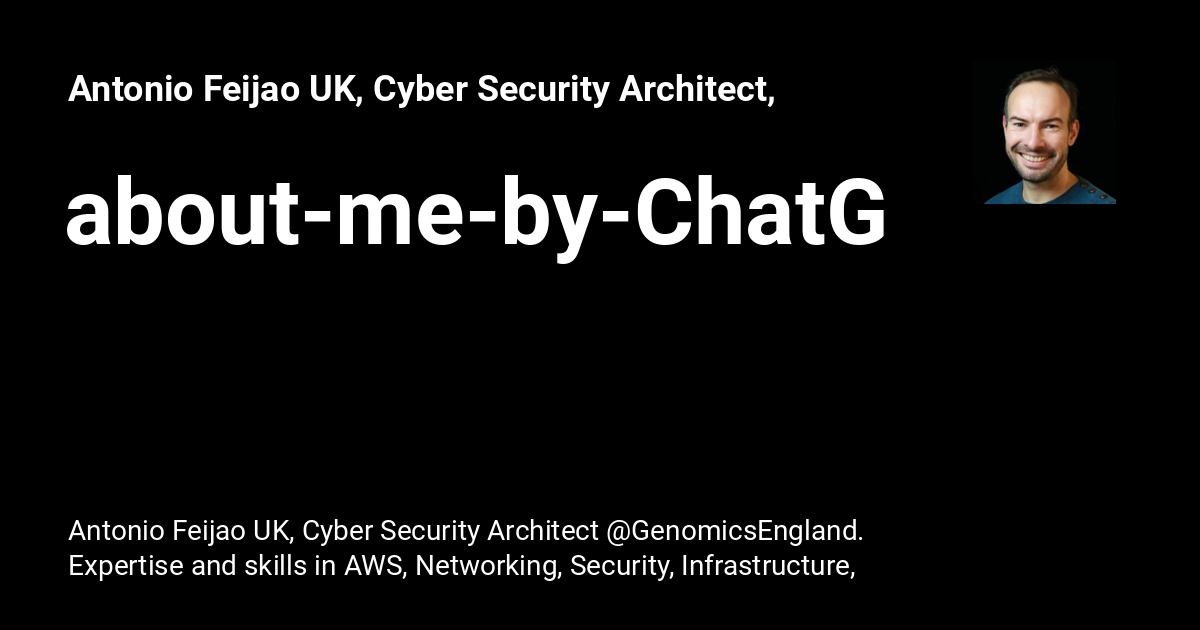 Antonio Feijao UK, Cyber Security Architect,
about-me-by-ChatG
Antonio Feijao UK, Cyber Security Architect @GenomicsEngland.
Expertise and skills in AWS, Networking, Security, Infrastructure,